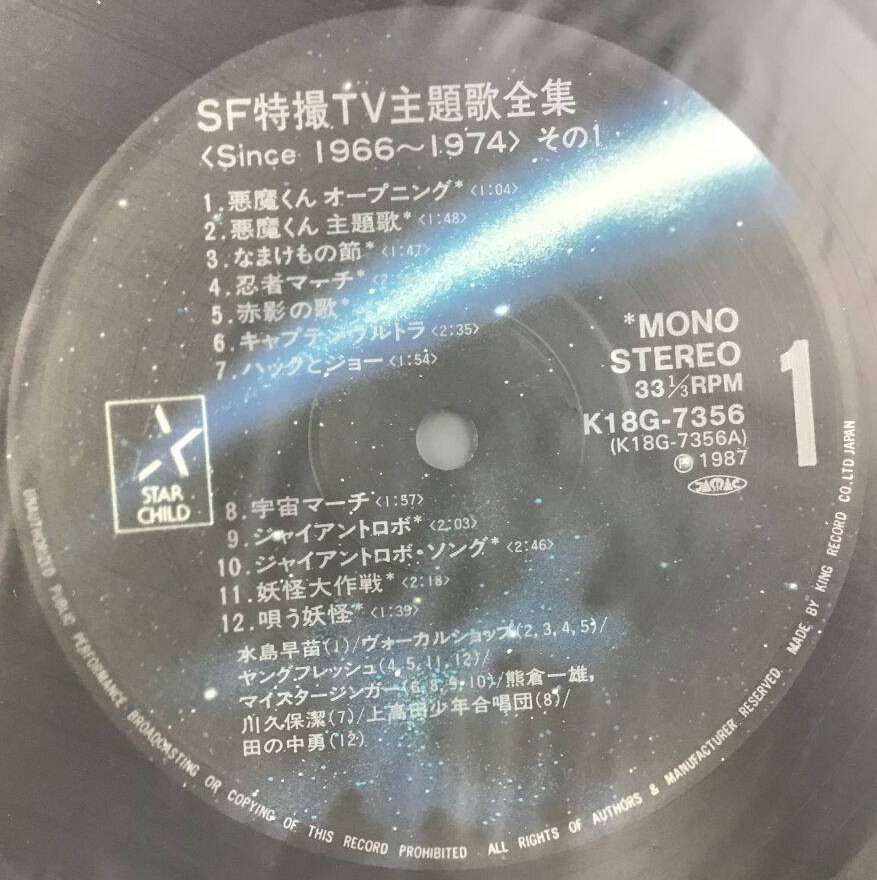 SF特撮TV主題歌全集
〈Since 1966〜1974〉 その1
1.悪魔くん オープニング*〈1:04〉
2.悪魔くん 主題歌*〈1:48〉
3.なまけもの節*〈1:47〉
4.忍者マーチ*
5.赤影の歌*
6.キャプテンウルトラ〈2:35〉
7.ハックとジョー〈1:54〉
*MONO
STEREO
33 1/3 RPM
K18G-7356
(K18G-7356A)
Ⓟ 1987
JASRAC
1
STAR
CHILD
8.宇宙マーチ〈1:57〉
9.ジャイアントロボ*〈2:03〉
10.ジャイアントロボ・ソング*〈2:46〉
11.妖怪大作戦*〈2:18〉
12.唄う妖怪*〈1:39〉
水島早苗(1)/ヴォーカルショップ(2,3,4,5)/
ヤングフレッシュ(4,5,11,12)/
マイスタージンガー(6,8,9,10)/熊倉一雄,
川久保潔(7)/上高田少年合唱団(8)/
田の中勇(12)
UNAUTHORIZED PUBLIC PERFORMANCE, BROADCASTING OR COPYING OF THIS RECORD PROHIBITED ALL RIGHTS OF AUTHORS & MANUFACTURER RESERVED. MADE BY KING RECORD CO.,LTD. JAPAN